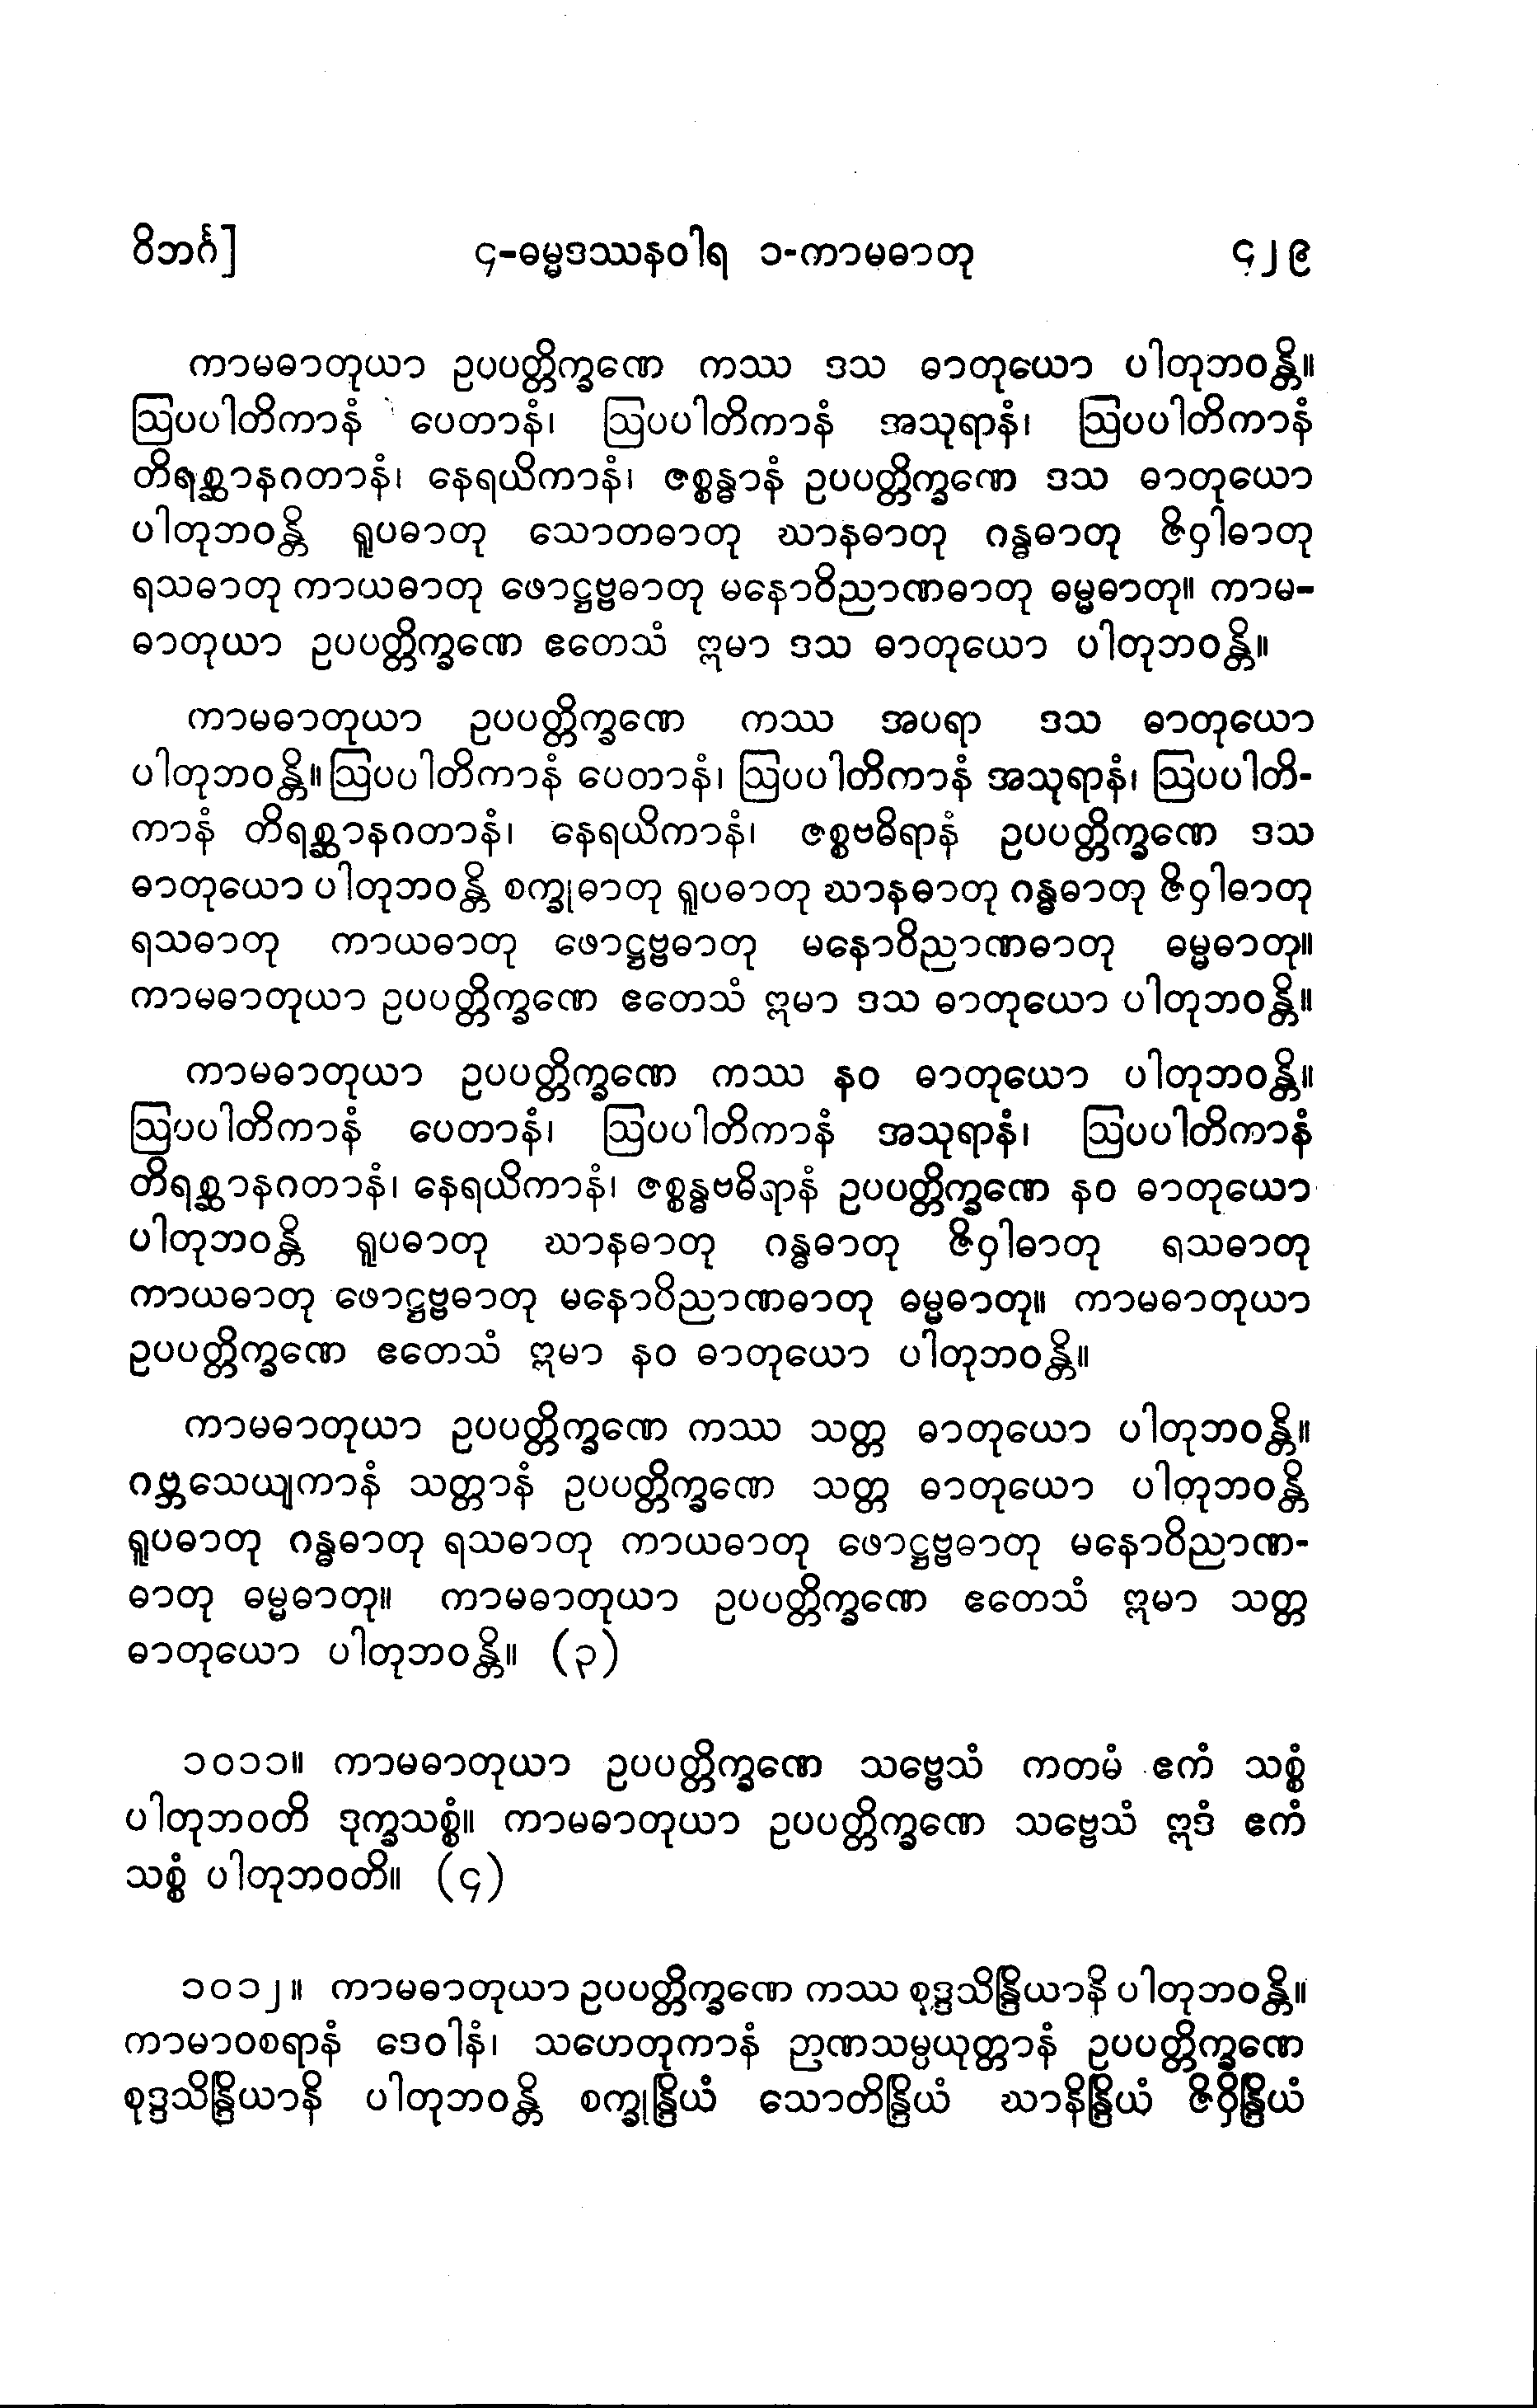 ဝိဘင်္ဂ]	၄-ဓမ္မဒဿနဝါရ ၁-ကာမဓာတု	၄၂၉
ကာမဓာတုယာ ဥပပတ္တိက္ခဏေ ကဿ ဒသ ဓာတုယော ပါတုဘဝန္တိ။
ဩပပါတိကာနံ ပေတာနံ၊ ဩပပါတိကာနံ အသုရာနံ၊ ဩပပါတိကာနံ
တိရစ္ဆာနဂတာနံ၊ နေရယိကာနံ၊ ဇစ္စန္ဓာနံ ဥပပတ္တိက္ခဏေ ဒသ ဓာတုယော
ပါတုဘဝန္တိ ရူပဓာတု သောတဓာတု ဃာနဓာတု ဂန္ဓဓာတု ဇိဝှါဓာတု
ရသဓာတု ကာယဓာတု ဖောဋ္ဌဗ္ဗဓာတု မနောဝိညာဏဓာတု ဓမ္မဓာတု။ ကာမ-
ဓာတုယာ ဥပပတ္တိက္ခဏေ ဧတေသံ ဣမာ ဒသ ဓာတုယော ပါတုဘဝန္တိ။
ကာမဓာတုယာ ဥပပတ္တိက္ခဏေ ကဿ အပရာ ဒသ ဓာတုယော
ပါတုဘဝန္တိ။ ဩပပါတိကာနံ ပေတာနံ၊ ဩပပါတိကာနံ အသုရာနံ၊ ဩပပါတိ-
ကာနံ တိရစ္ဆာနဂတာနံ၊ နေရယိကာနံ၊ ဇစ္စဗဓိရာနံ ဥပပတ္တိက္ခဏေ ဒသ
ဓာတုယော ပါတုဘဝန္တိ စက္ခုဓာတု ရူပဓာတု ဃာနဓာတု ဂန္ဓဓာတု ဇိဝှါဓာတု
ရသဓာတု ကာယဓာတု ဖောဋ္ဌဗ္ဗဓာတု မနောဝိညာဏဓာတု ဓမ္မဓာတု။
ကာမဓာတုယာ ဥပပတ္တိက္ခဏေ ဧတေသံ ဣမာ ဒသ ဓာတုယော ပါတုဘဝန္တိ။
ကာမဓာတုယာ ဥပပတ္တိက္ခဏေ ကဿ နဝ ဓာတုယော ပါတုဘဝန္တိ။
ဩပပါတိကာနံ ပေတာနံ၊ ဩပပါတိကာနံ အသုရာနံ၊ ဩပပါတိကာနံ
တိရစ္ဆာနဂတာနံ၊ နေရယိကာနံ၊ ဇစ္စန္ဓဗဓိရာနံ ဥပပတ္တိက္ခဏေ နဝ ဓာတုယော
ပါတုဘဝန္တိ ရူပဓာတု ဃာနဓာတု ဂန္ဓဓာတု ဇိဝှါဓာတု ရသဓာတု
ကာယဓာတု ဖောဋ္ဌဗ္ဗဓာတု မနောဝိညာဏဓာတု ဓမ္မဓာတု။ ကာမဓာတုယာ
ဥပပတ္တိက္ခဏေ ဧတေသံ ဣမာ နဝ ဓာတုယော ပါတုဘဝန္တိ။
ကာမဓာတုယာ ဥပပတ္တိက္ခဏေ ကဿ သတ္တ ဓာတုယော ပါတုဘဝန္တိ။
ဂဗ္ဘသေယျကာနံ သတ္တာနံ ဥပပတ္တိက္ခဏေ သတ္တ ဓာတုယော ပါတုဘဝန္တိ
ရူပဓာတု ဂန္ဓဓာတု ရသဓာတု ကာယဓာတု ဖောဋ္ဌဗ္ဗဓာတု မနောဝိညာဏ-
ဓာတု ဓမ္မဓာတု။ ကာမဓာတုယာ ဥပပတ္တိက္ခဏေ ဧတေသံ ဣမာ သတ္တ
ဓာတုယော ပါတုဘဝန္တိ။ (၃)
၁၀၁၁။ ကာမဓာတုယာ ဥပပတ္တိက္ခဏေ သဗ္ဗေသံ ကတမံ ဧကံ သစ္စံ
ပါတုဘဝတိ ဒုက္ခသစ္စံ။ ကာမဓာတုယာ ဥပပတ္တိက္ခဏေ သဗ္ဗေသံ ဣဒံ ဧကံ
သစ္စံ ပါတုဘဝတိ။ (၄)
၁၀၁၂။ ကာမဓာတုယာ ဥပပတ္တိက္ခဏေ ကဿ စုဒ္ဒသိန္ဒြိယာနိ ပါတုဘဝန္တိ။
ကာမာဝစရာနံ ဒေဝါနံ၊ သဟေတုကာနံ ဉာဏသမ္ပယုတ္တာနံ ဥပပတ္တိက္ခဏေ
စုဒ္ဒသိန္ဒြိယာနိ ပါတုဘဝန္တိ စက္ခုန္ဒြိယံ သောတိန္ဒြိယံ ဃာနိန္ဒြိယံ ဇိဝှိန္ဒြိယံ